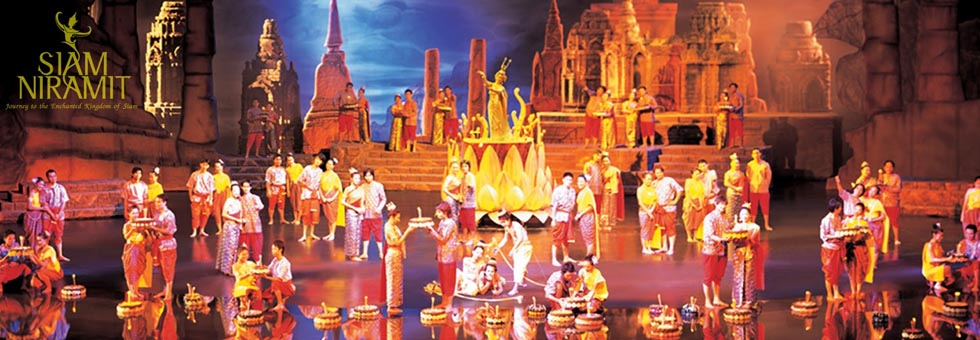 SIAM
NIRAMIT
Journey to the Enchanted Kingdom of Siam